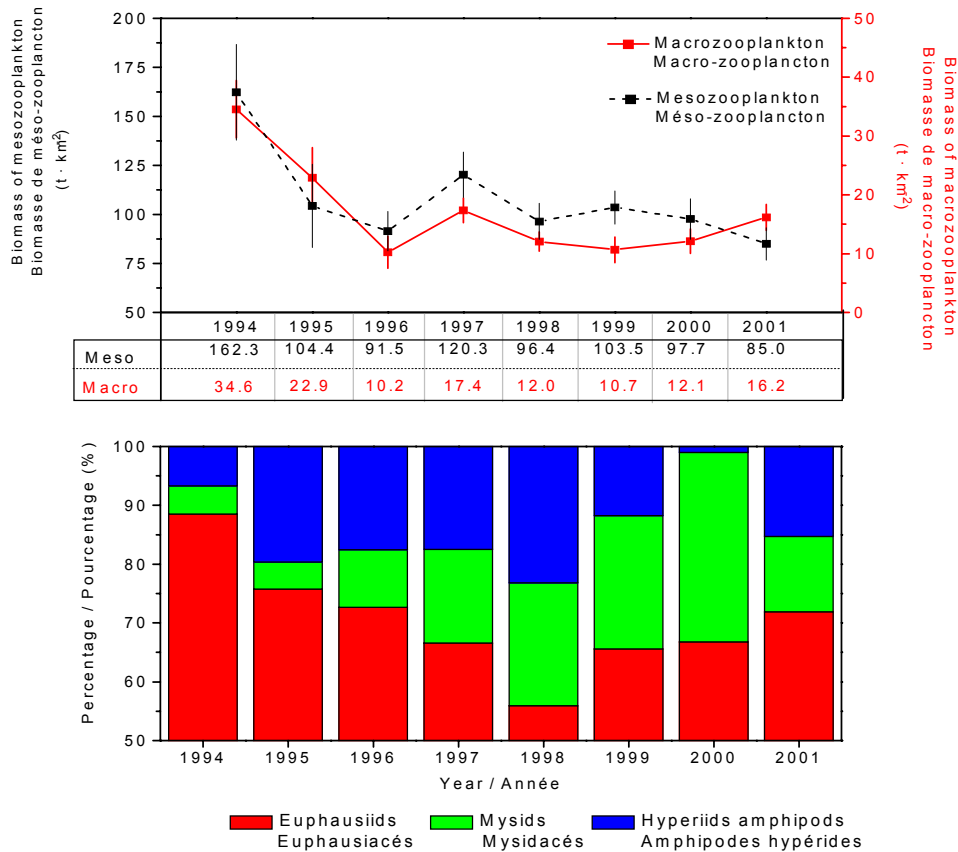 Biomass of mesozooplankton
Biomasse de méso-zooplancton
(t · km²)
200
175
150
125
100
75
50
Macrozooplankton
Macro-zooplancton
Mesozooplankton
Méso-zooplancton
50
40
30
20
10
0
Biomass of macrozooplankton
Biomasse de macro-zooplancton
(t · km²)
1994 1995 1996 1997 1998 1999 2000 2001
Meso 162.3 104.4 91.5 120.3 96.4 103.5 97.7 85.0
Macro 34.6 22.9 10.2 17.4 12.0 10.7 12.1 16.2
Percentage / Pourcentage (%)
100
90
80
70
60
50
1994 1995 1996 1997 1998 1999 2000 2001
Year / Année
Euphausiids
Euphausiacés
Mysids
Mysidacés
Hyperiids amphipods
Amphipodes hypérides